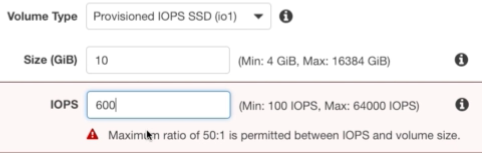 Volume Type Provisioned IOPS SSD (io1)
Size (GiB) 10 (Min: 4 GiB, Max: 16384 GiB)
IOPS 600 (Min: 100 IOPS, Max: 64000 IOPS)
Maximum ratio of 50:1 is permitted between IOPS and volume size.